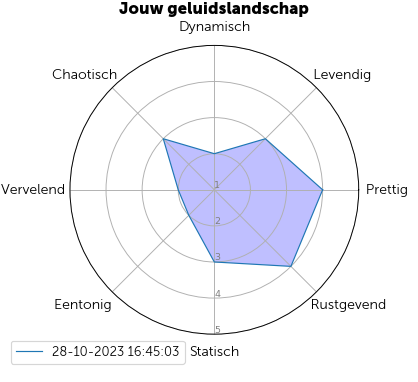 Jouw geluidslandschap
Dynamisch
Chaotisch
Levendig
Vervelend
Prettig
1
2
3
4
5
Eentonig
Rustgevend
28-10-2023 16:45:03
Statisch